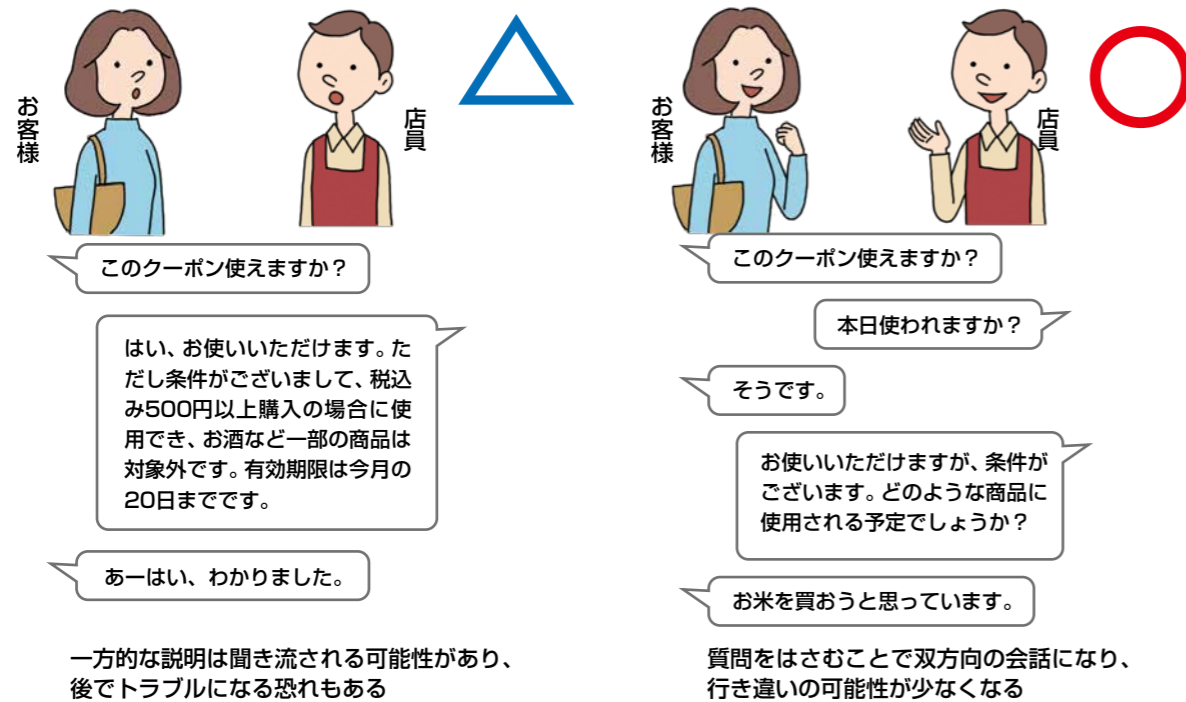 お客様
店員
このクーポン使えますか？
はい、お使いいただけます。た
だし条件がございまして、税込
み500円以上購入の場合に使
用でき、お酒など一部の商品は
対象外です。有効期限は今月の
20日までです。
あーはい、わかりました。
一方的な説明は聞き流される可能性があり、
後でトラブルになる恐れもある
お客様
店員
このクーポン使えますか？
本日使われますか？
そうです。
お使いいただけますが、条件が
ございます。どのような商品に
使用される予定でしょうか？
お米を買おうと思っています。
質問をはさむことで双方向の会話になり、
行き違いの可能性が少なくなる